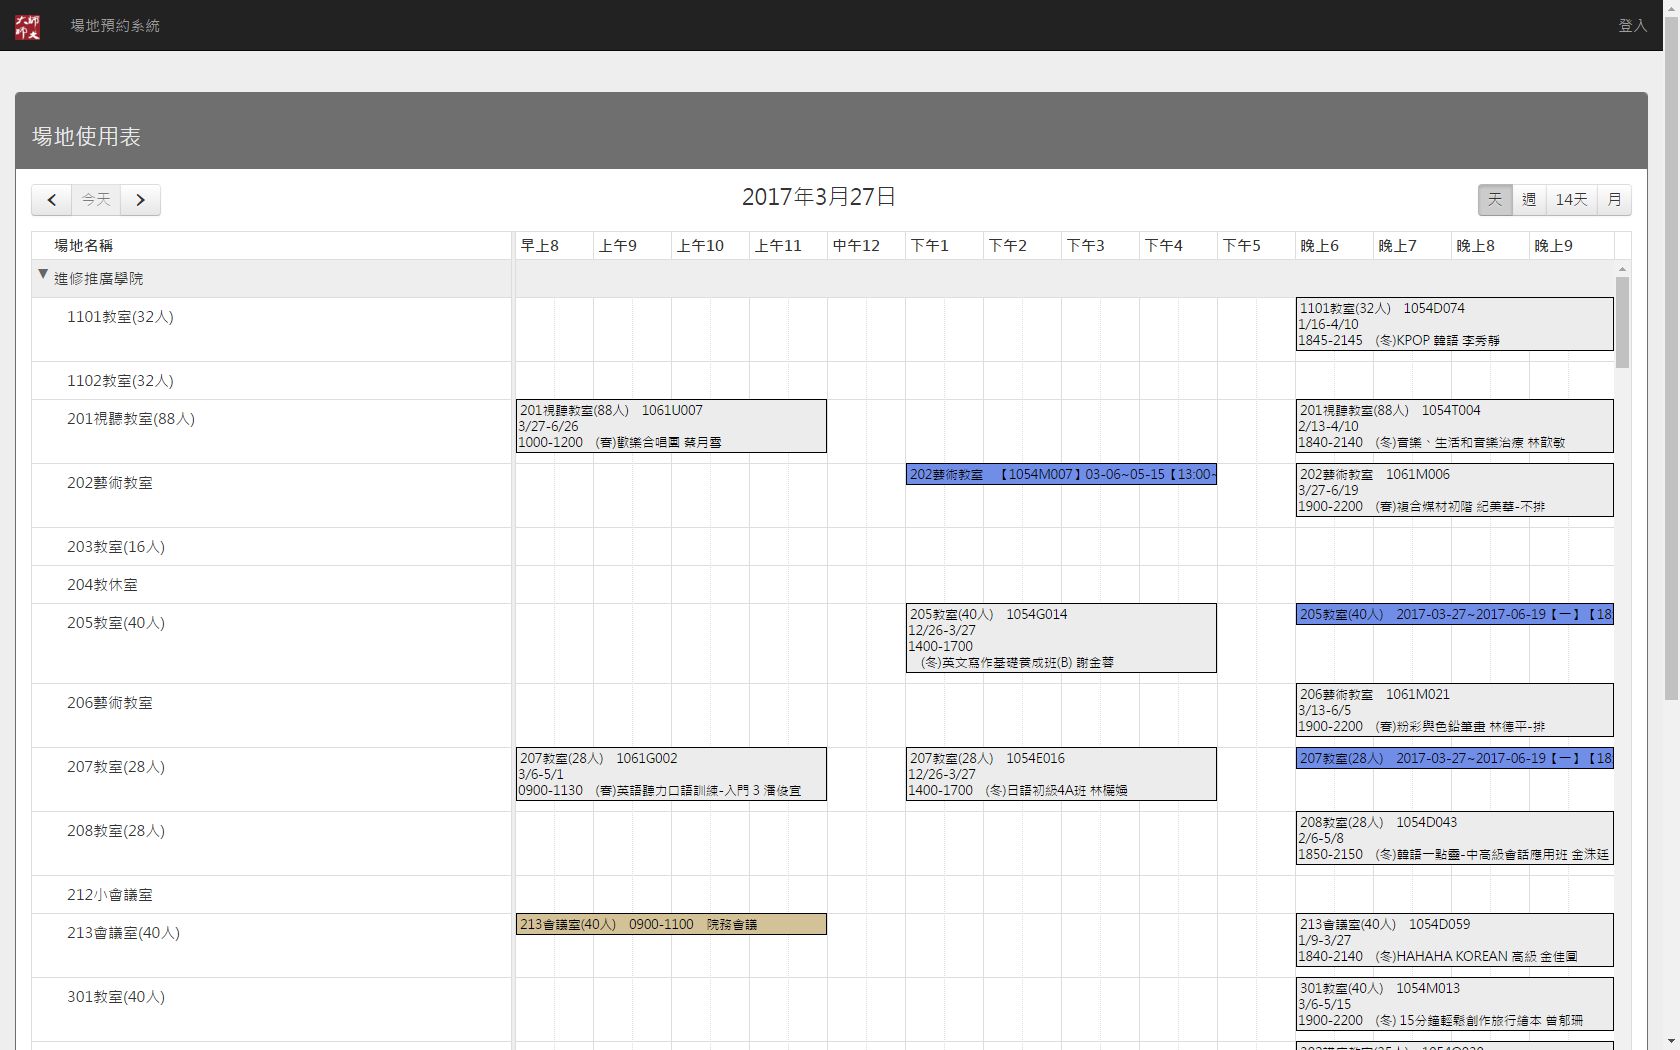 大師
師大
場地預約系統
登入
場地使用表
今天
2017年3月27日
天 週 14天 月
場地名稱 早上8 上午9 上午10 上午11 中午12 下午1 下午2 下午3 下午4 下午5 晚上6 晚上7 晚上8 晚上9
進修推廣學院
1101教室(32人)
1101教室(32人) 1054D074
1/16-4/10
1845-2145 (冬)KPOP 韓語 李秀靜
1102教室(32人)
201視聽教室(88人)
201視聽教室(88人) 1061U007
3/27-6/26
1000-1200 (春)歡樂合唱團 蔡月雲
201視聽教室(88人) 1054T004
2/13-4/10
1840-2140 (冬)音樂、生活和音樂治療 林歆敏
202藝術教室
202藝術教室 【1054M007】03-06~05-15【13:00~
202藝術教室 1061M006
3/27-6/19
1900-2200 (春)複合媒材初階 紀美華-不排
203教室(16人)
204教休室
205教室(40人)
205教室(40人) 1054G014
12/26-3/27
1400-1700
(冬)英文寫作基礎養成班(B) 謝金蓉
205教室(40人) 2017-03-27~2017-06-19【一】【18:
206藝術教室
206藝術教室 1061M021
3/13-6/5
1900-2200 (春)粉彩與色鉛筆畫 林德平-排
207教室(28人)
207教室(28人) 1061G002
3/6-5/1
0900-1130 (春)英語聽力口語訓練-入門 3 潘俊宣
207教室(28人) 1054E016
12/26-3/27
1400-1700 (冬)日語初級4A班 林欐嫚
207教室(28人) 2017-03-27~2017-06-19【一】【18:
208教室(28人)
208教室(28人) 1054D043
2/6-5/8
1850-2150 (冬)韓語一點靈-中高級會話應用班 金洙廷
212小會議室
213會議室(40人)
213會議室(40人) 0900-1100 院務會議
213會議室(40人) 1054D059
1/9-3/27
1840-2140 (冬)HAHAHA KOREAN 高級 金佳圓
301教室(40人)
301教室(40人) 1054M013
3/6-5/15
1900-2200 (冬) 15分鐘輕鬆創作旅行繪本 曾郁珊